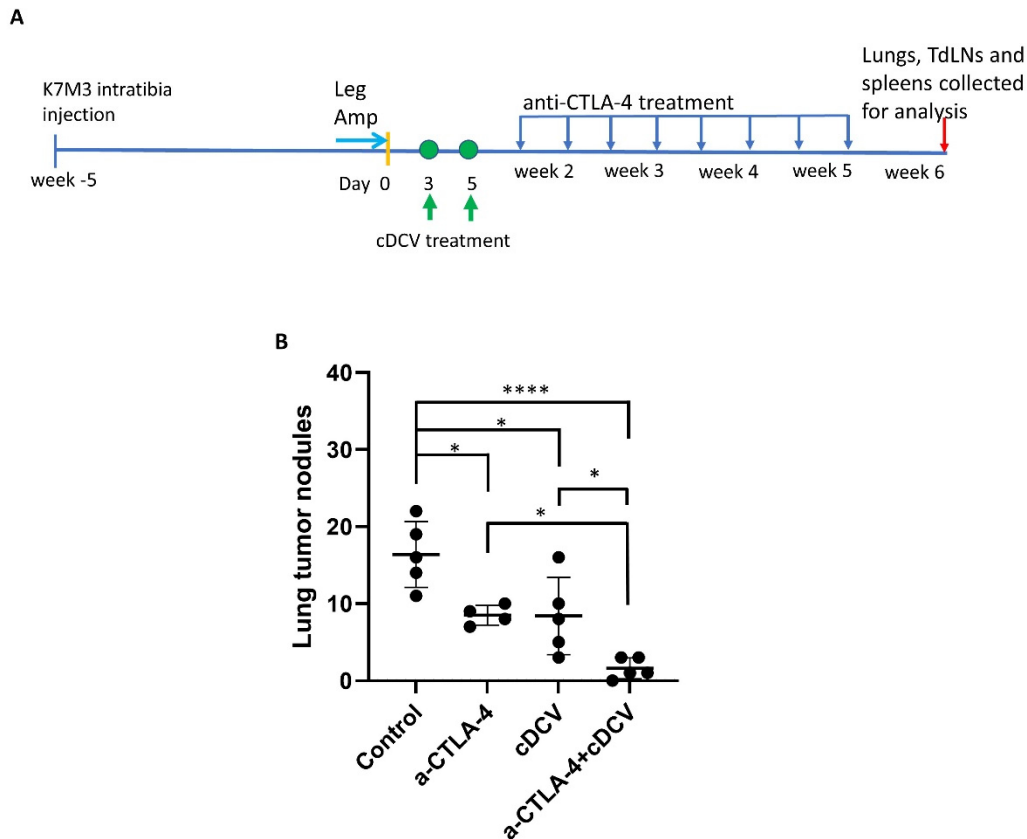 A
K7M3 intratibia
injection
Leg
Amp
anti-CTLA-4 treatment
Lungs, TdLNs and
spleens collected
for analysis
week -5
Day 0 3 5
week 2 week 3 week 4 week 5 week 6
cDCV treatment
B
Lung tumor nodules
40
30
20
10
0
****
*
*
*
*
Control
a-CTLA-4
cDCV
a-CTLA-4+cDCV